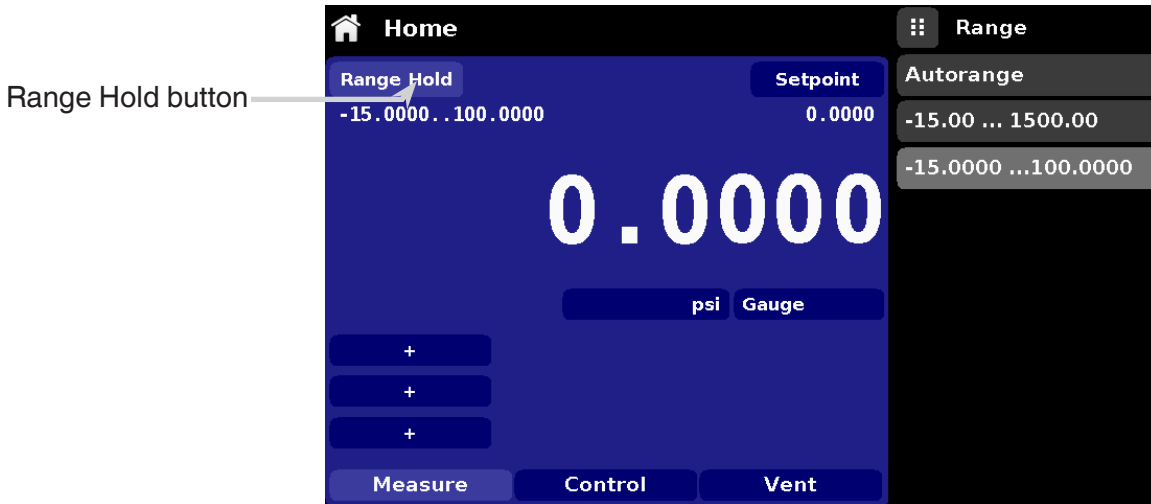 Range Hold button
Home
Range Hold
Setpoint
-15.0000..100.0000
0.0000
0.0000
psi
Gauge
+
+
+
Measure
Control
Vent
Range
Autorange
-15.00 ... 1500.00
-15.0000 ...100.0000